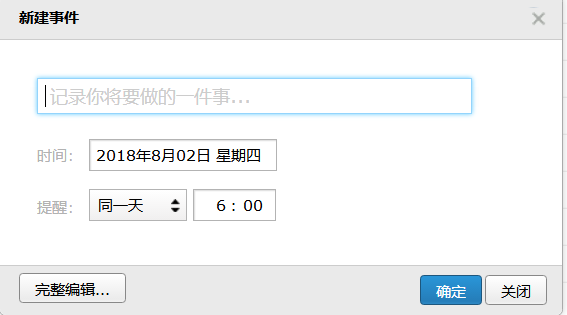 新建事件
记录你将要做的一件事...
时间： 2018年8月02日 星期四
提醒： 同一天 6：00
完整编辑... 确定 关闭